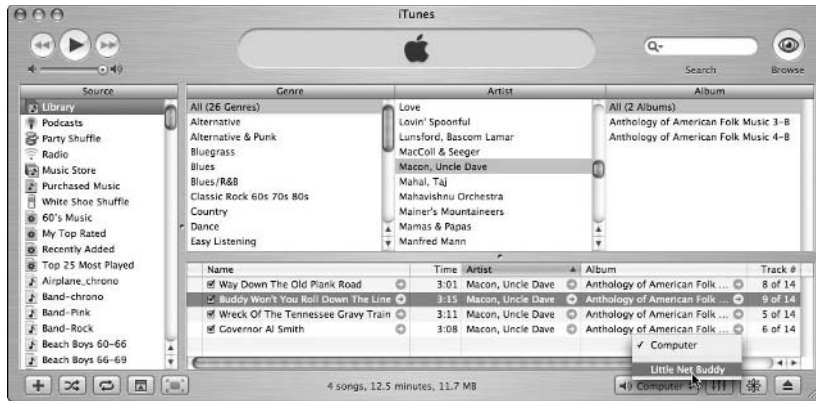 iTunes
Search
Browse
Source
Library
Podcasts
Party Shuffle
Radio
Music Store
Purchased Music
White Shoe Shuffle
60's Music
My Top Rated
Recently Added
Top 25 Most Played
Airplane_chrono
Band-chrono
Band-Pink
Band-Rock
Beach Boys 60-66
Beach Boys 66-69
Genre
All (26 Genres)
Alternative
Alternative & Punk
Bluegrass
Blues
Blues/R&B
Classic Rock 60s 70s 80s
Country
Dance
Easy Listening
Artist
Love
Lovin' Spoonful
Lunsford, Bascom Lamar
MacColl & Seeger
Macon, Uncle Dave
Mahal, Taj
Mahavishnu Orchestra
Mainer's Mountaineers
Mamas & Papas
Manfred Mann
Album
All (2 Albums)
Anthology of American Folk Music 3-B
Anthology of American Folk Music 4-B
Name Time Artist Album Track #
Way Down The Old Plank Road 3:01 Macon, Uncle Dave Anthology of American Folk ... 8 of 14
Buddy Won't You Roll Down The Line 3:15 Macon, Uncle Dave Anthology of American Folk ... 9 of 14
Wreck Of The Tennessee Gravy Train 3:11 Macon, Uncle Dave Anthology of American Folk ... 5 of 14
Governor Al Smith 3:08 Macon, Uncle Dave Anthology of American Folk ... 6 of 14
Computer
Little Net Buddy
4 songs, 12.5 minutes, 11.7 MB
Computer